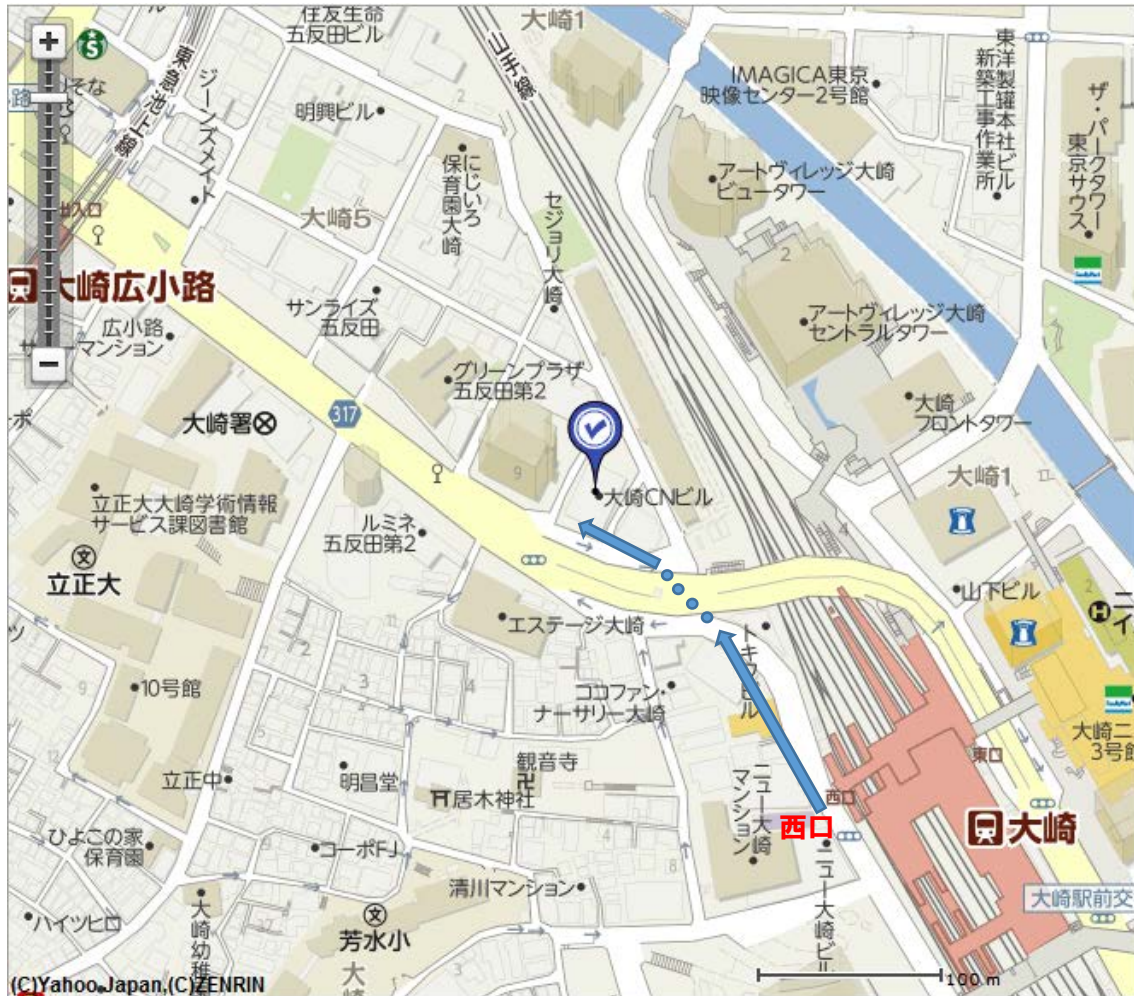 住友生命
五反田ビル
大崎1
山手線
IMAGICA東京
映像センター2号館
東洋製罐本社ビル
新築工事作業所
ザ・パークタワー
東京サウス
東急池上線
ジーンズメイト
明興ビル
にじいろ
保育園大崎
アートヴィレッジ大崎
ビュータワー
2
3
出入口
大崎5
セジョリ大崎
大崎広小路
広小路
マンション
サンライズ
五反田
グリーンプラザ
五反田第2
アートヴィレッジ大崎
セントラルタワー
大崎
フロントタワー
317
大崎署
9
大崎CNビル
大崎1
11
立正大大崎学術情報
サービス課図書館
ルミネ
五反田第2
4
立正大
エステージ大崎
トキワビル
山下ビル
2
10号館
ココファン・
ナーサリー大崎
大崎ニュー
3号館
東口
立正中
明昌堂
観音寺
居木神社
ニュー大崎
マンション
西口
西口
大崎
ひよこの家
保育園
コーポFJ
清川マンション
ニュー大崎ビル
大崎駅前交
ハイツヒロ
大崎幼稚
芳水小
100 m
(C)Yahoo Japan,(C)ZENRIN